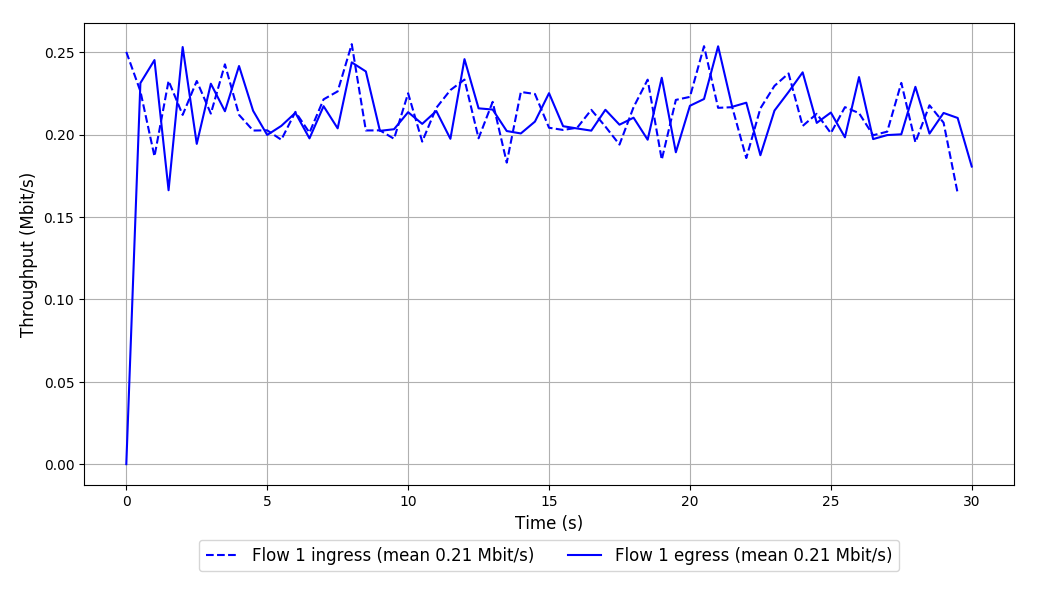 0.25
0.20
0.15
0.10
0.05
0.00
Throughput (Mbit/s)
0 5 10 15 20 25 30
Time (s)
Flow 1 ingress (mean 0.21 Mbit/s) Flow 1 egress (mean 0.21 Mbit/s)